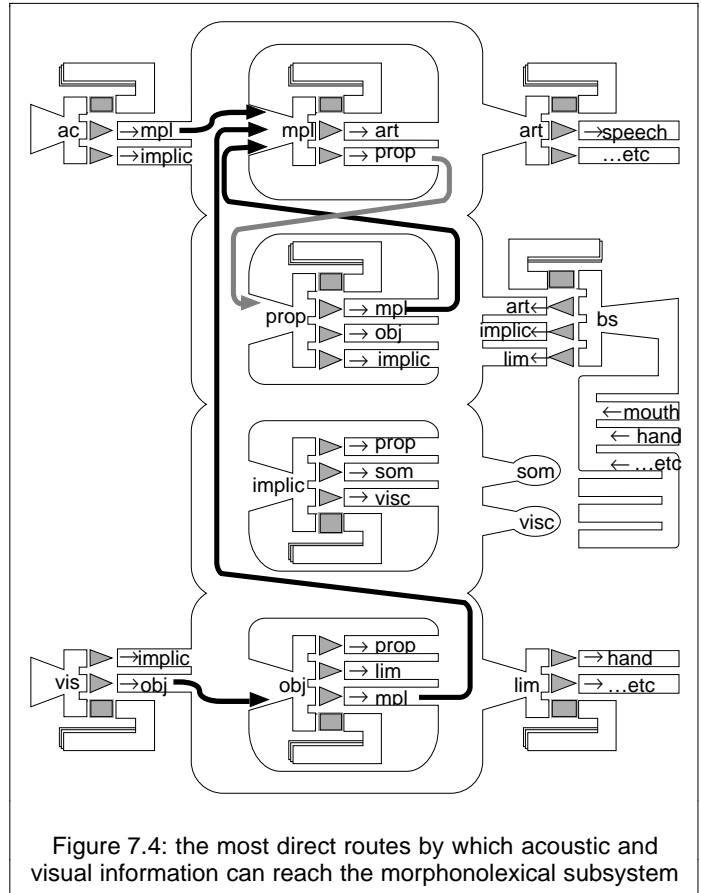 ac
→ mpl
→ implic
mpl
→ art
→ prop
art
→ speech
…etc
prop
→ mpl
→ obj
→ implic
art ←
implic ←
lim ←
bs
← mouth
← hand
← …etc
implic
→ prop
→ som
→ visc
som
visc
vis
→ implic
→ obj
obj
→ prop
→ lim
→ mpl
lim
→ hand
→ …etc
Figure 7.4: the most direct routes by which acoustic and
visual information can reach the morphonolexical subsystem